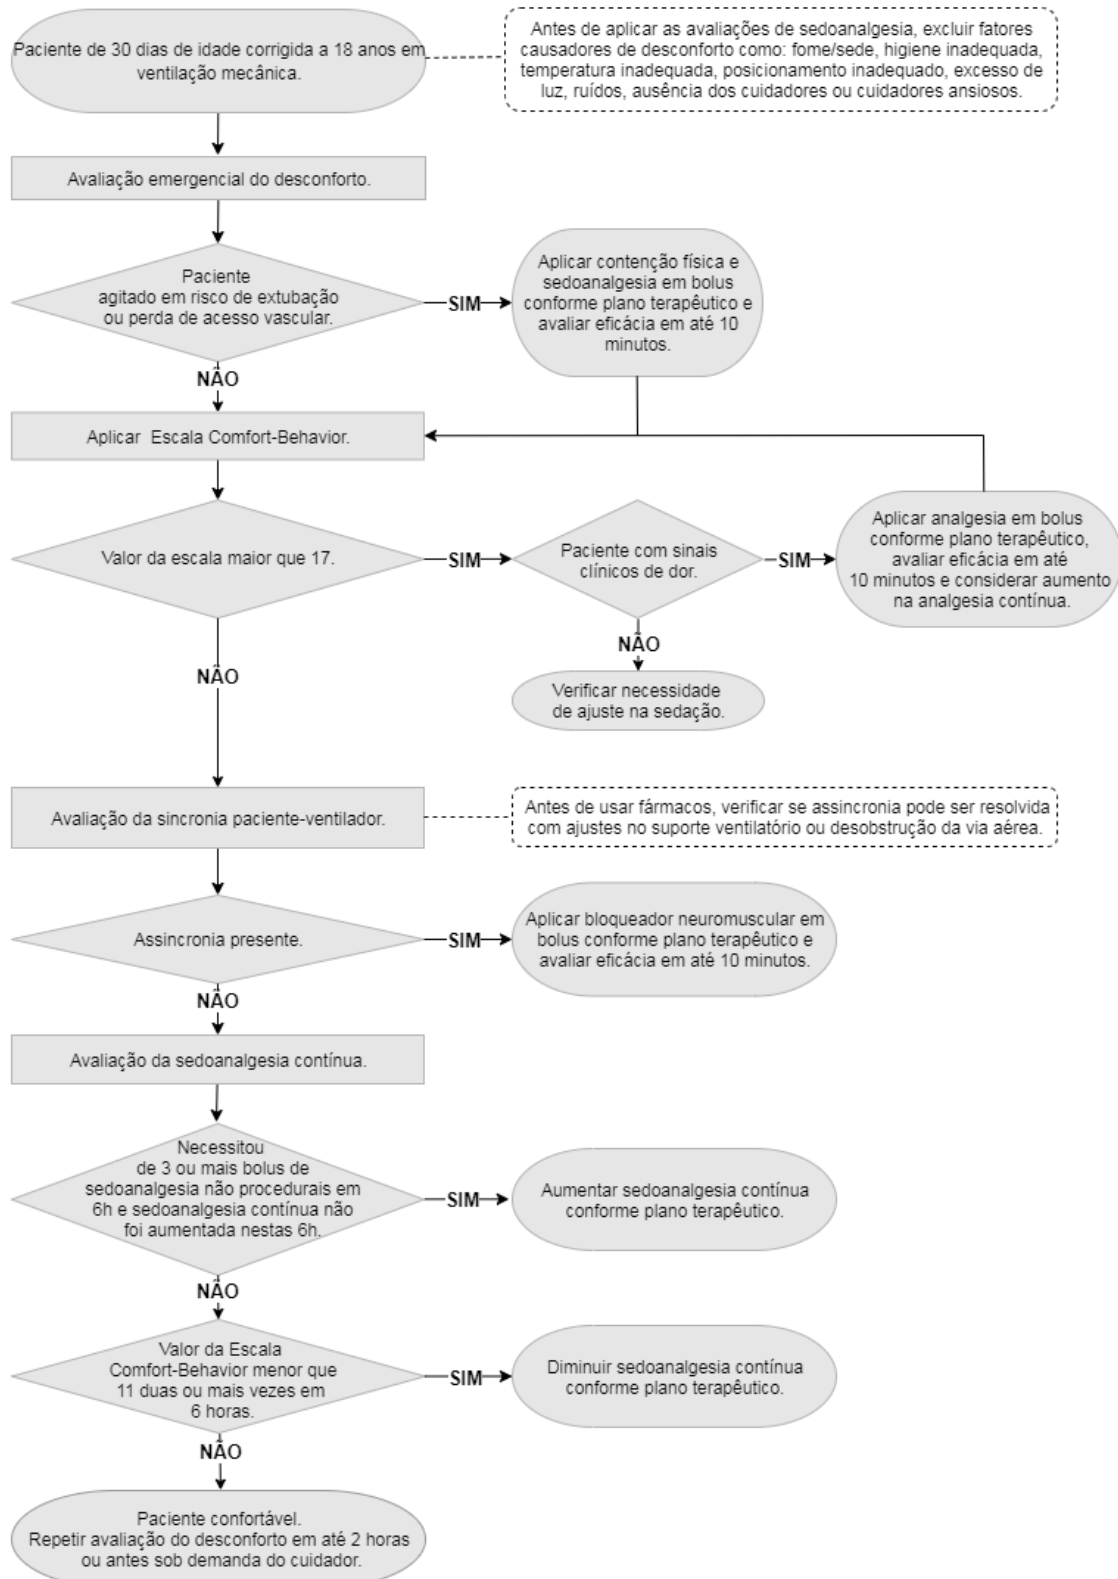 Paciente de 30 dias de idade corrigida a 18 anos em
ventilação mecânica.
Antes de aplicar as avaliações de sedoanalgesia, excluir fatores
causadores de desconforto como: fome/sede, higiene inadequada,
temperatura inadequada, posicionamento inadequado, excesso de
luz, ruídos, ausência dos cuidadores ou cuidadores ansiosos.
Avaliação emergencial do desconforto.
Paciente
agitado em risco de extubação
ou perda de acesso vascular.
SIM
Aplicar contenção física e
sedoanalgesia em bolus
conforme plano terapêutico e
avaliar eficácia em até 10
minutos.
NÃO
Aplicar Escala Comfort-Behavior.
Valor da escala maior que 17.
SIM
Paciente com sinais
clínicos de dor.
SIM
Aplicar analgesia em bolus
conforme plano terapêutico,
avaliar eficácia em até
10 minutos e considerar aumento
na analgesia contínua.
NÃO
Verificar necessidade
de ajuste na sedação.
NÃO
Avaliação da sincronia paciente-ventilador.
Antes de usar fármacos, verificar se assincronia pode ser resolvida
com ajustes no suporte ventilatório ou desobstrução da via aérea.
Assincronia presente.
SIM
Aplicar bloqueador neuromuscular em
bolus conforme plano terapêutico e
avaliar eficácia em até 10 minutos.
NÃO
Avaliação da sedoanalgesia contínua.
Necessitou
de 3 ou mais bolus de
sedoanalgesia não procedurais em
6h e sedoanalgesia contínua não
foi aumentada nestas 6h.
SIM
Aumentar sedoanalgesia contínua
conforme plano terapêutico.
NÃO
Valor da Escala
Comfort-Behavior menor que
11 duas ou mais vezes em
6 horas.
SIM
Diminuir sedoanalgesia contínua
conforme plano terapêutico.
NÃO
Paciente confortável.
Repetir avaliação do desconforto em até 2 horas
ou antes sob demanda do cuidador.